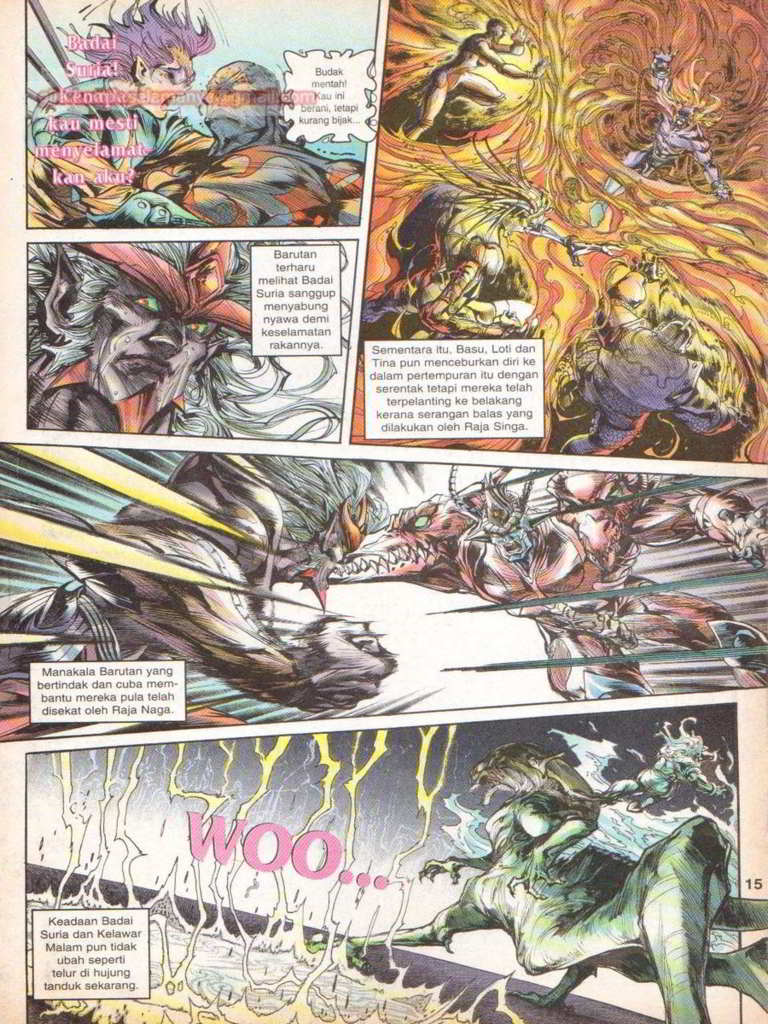 Badai
Suria!
Kenapa
kau mesti
menyelamat-
kan aku?
Budak
mentah!
Kau ini
berani, tetapi
kurang bijak...
Barutan
terharu
melihat Badai
Suria sanggup
menyabung
nyawa demi
keselamatan
rakannya.
Sementara itu, Basu, Loti dan
Tina pun menceburkan diri ke
dalam pertempuran itu dengan
serentak tetapi mereka telah
terpelanting ke belakang
kerana serangan balas yang
dilakukan oleh Raja Singa.
Manakala Barutan yang
bertindak dan cuba mem-
bantu mereka pula telah
disekat oleh Raja Naga.
WOO...
Keadaan Badai
Suria dan Kelawar
Malam pun tidak
ubah seperti
telur di hujung
tanduk sekarang.
15